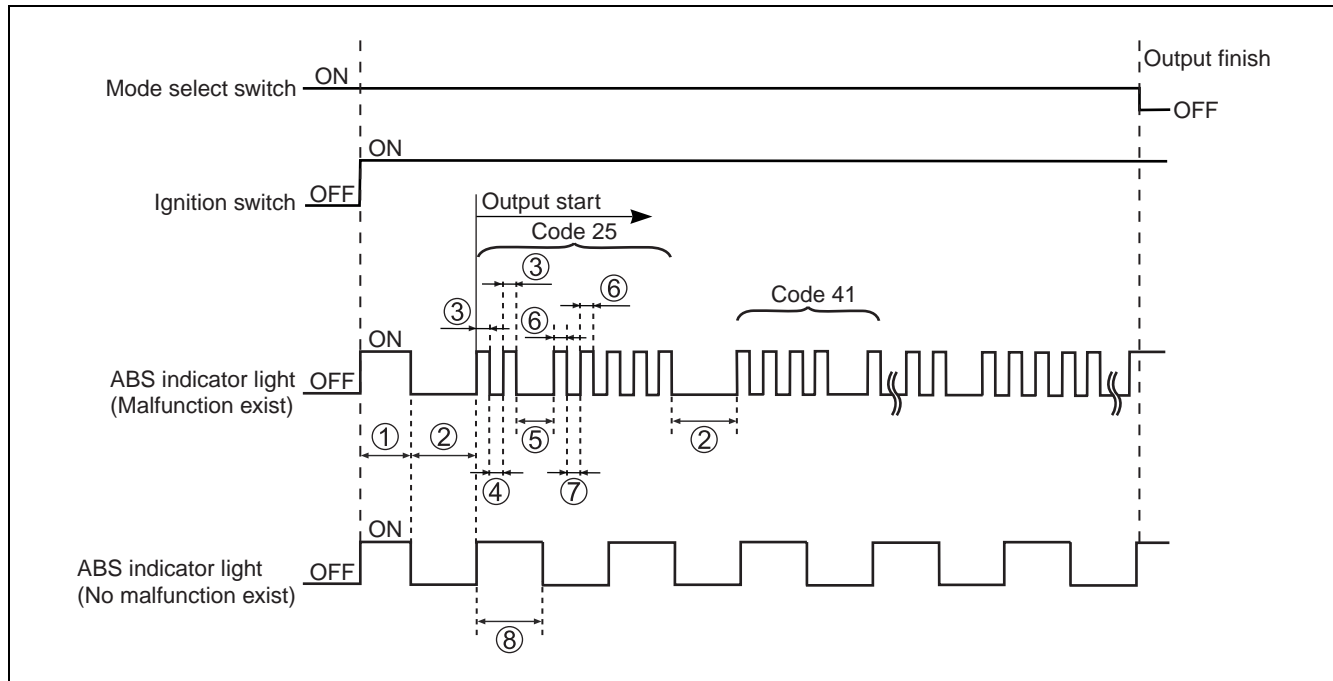 Output finish
Mode select switch
ON
OFF
ON
Ignition switch
OFF
Output start
Code 25
③
⑥
Code 41
③
⑥
ON
ABS indicator light
(Malfunction exist)
OFF
①
②
⑤
②
④
⑦
ON
ABS indicator light
(No malfunction exist)
OFF
⑧